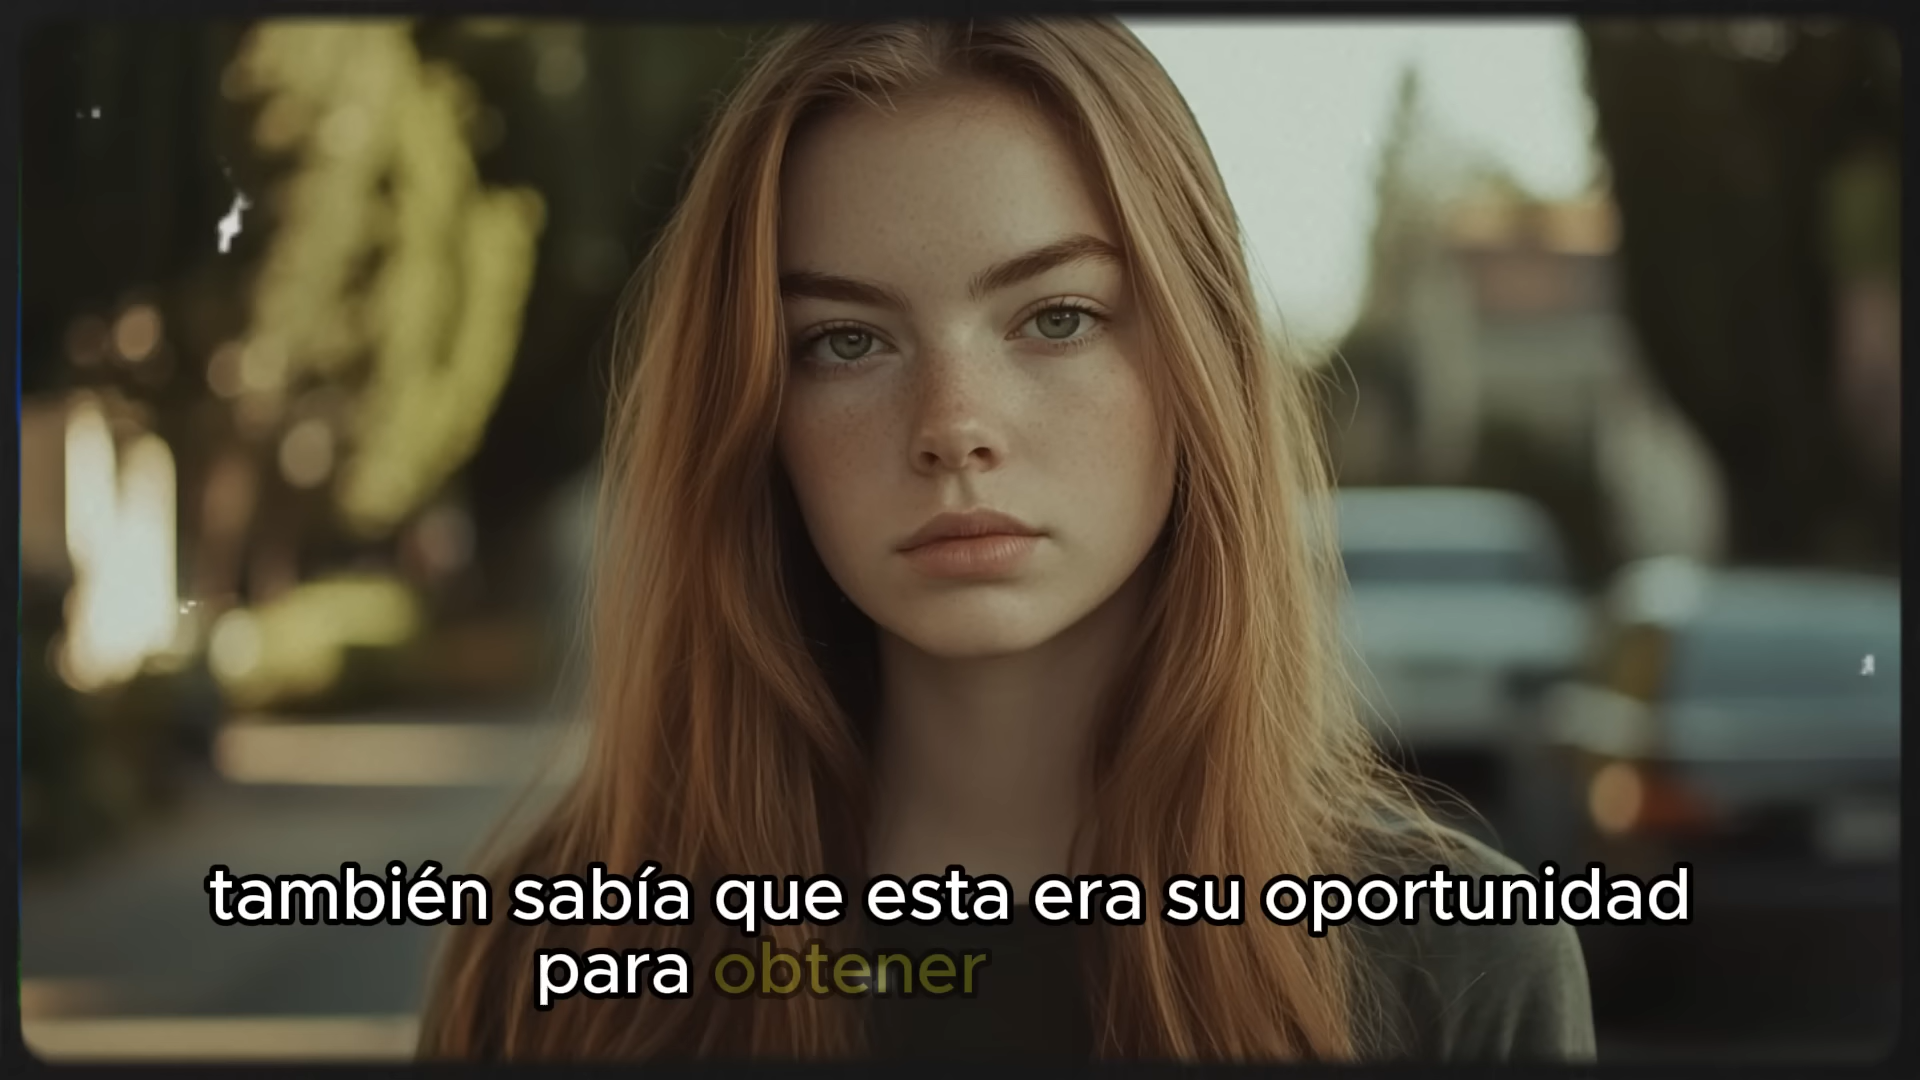 también sabía que esta era su oportunidad
para obtener